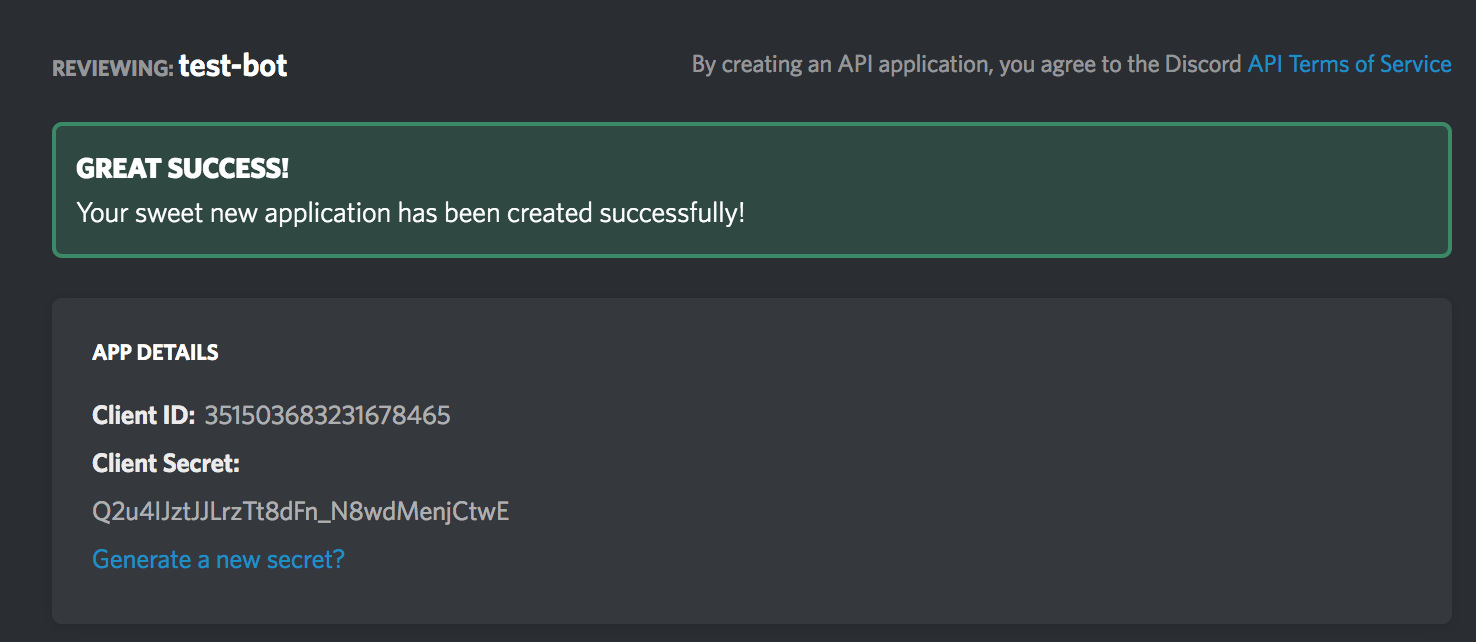 REVIEWING: test-bot
By creating an API application, you agree to the Discord API Terms of Service
GREAT SUCCESS!
Your sweet new application has been created successfully!
APP DETAILS
Client ID: 351503683231678465
Client Secret:
Q2u4IJztJJLrzTt8dFn_N8wdMenjCtwE
Generate a new secret?